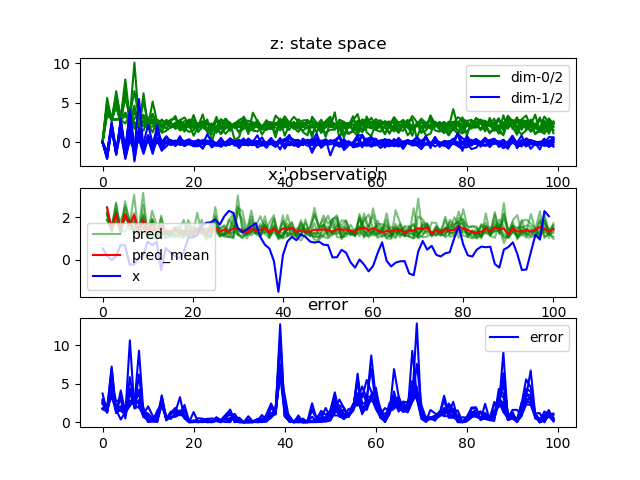 z: state space
10
5
0
dim-0/2
dim-1/2
0 20 40 60 80 100
x: observation
2
0
pred
pred_mean
x
0 20 40 60 80 100
error
10
5
0
error
0 20 40 60 80 100